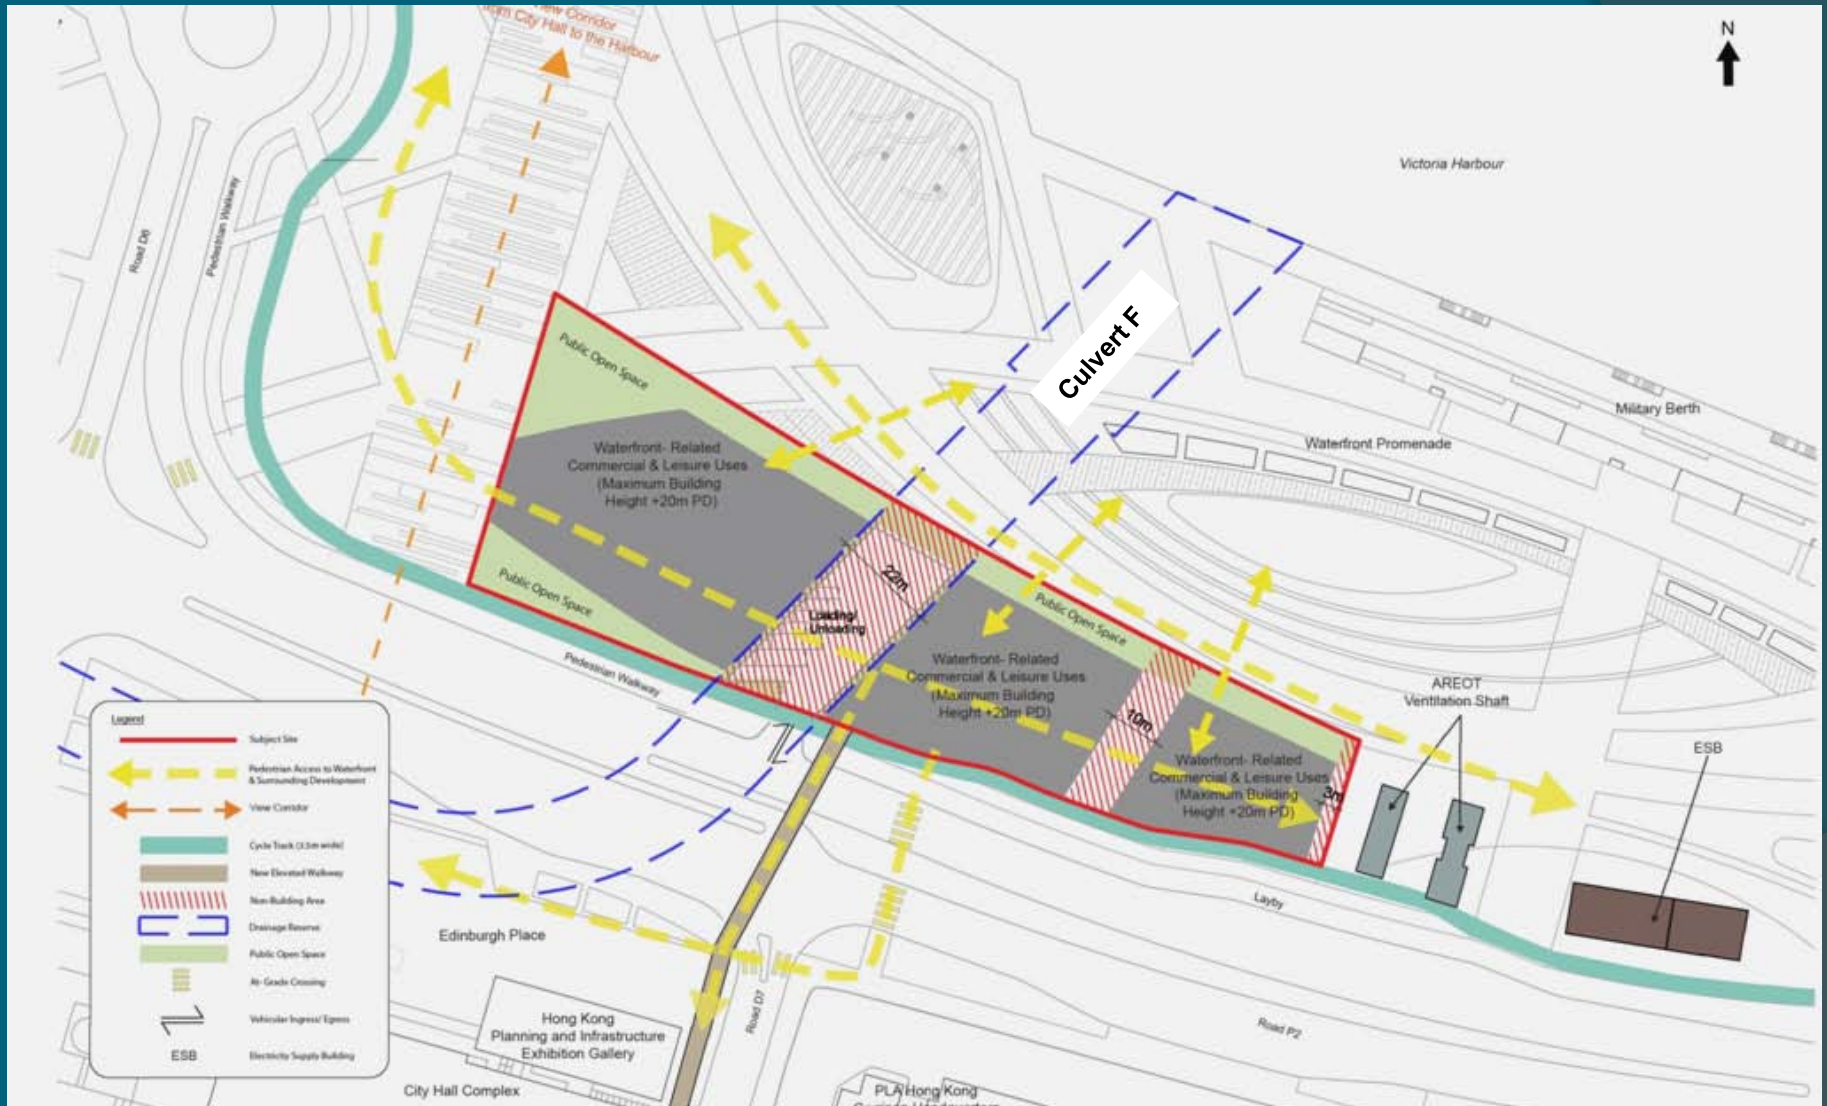 View Corridor
from City Hall to the Harbour
N
Victoria Harbour
Road D6
Pedestrian Walkway
Culvert F
Public Open Space
Military Berth
Waterfront Promenade
Waterfront- Related
Commercial & Leisure Uses
(Maximum Building
Height +20m PD)
22m
Loading/
Unloading
Public Open Space
Public Open Space
Pedestrian Walkway
Waterfront- Related
Commercial & Leisure Uses
(Maximum Building
Height +20m PD)
10m
AREOT
Ventilation Shaft
ESB
Waterfront- Related
Commercial & Leisure Uses
(Maximum Building
Height +20m PD)
3m
Legend
Subject Site
Pedestrian Access to Waterfront
& Surrounding Development
View Corridor
Cycle Track (3.5m wide)
New Elevated Walkway
Non-Building Area
Drainage Reserve
Public Open Space
At- Grade Crossing
Vehicular Ingress/ Egress
ESB
Electricity Supply Building
Layby
Edinburgh Place
Road D7
Road P2
Hong Kong
Planning and Infrastructure
Exhibition Gallery
City Hall Complex
PLA Hong Kong